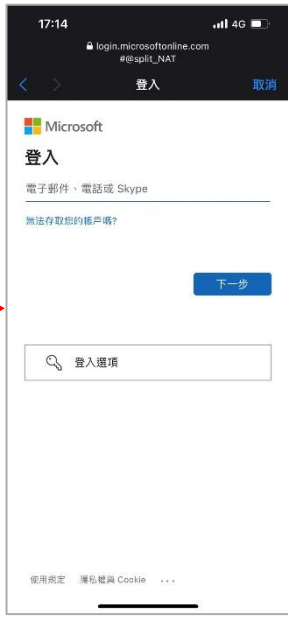 17:14
4G
login.microsoftonline.com
#@split_NAT
登入
取消
Microsoft
登入
電子郵件、電話或 Skype
無法存取您的帳戶嗎?
下一步
登入選項
使用規定 隱私權與 Cookie ...